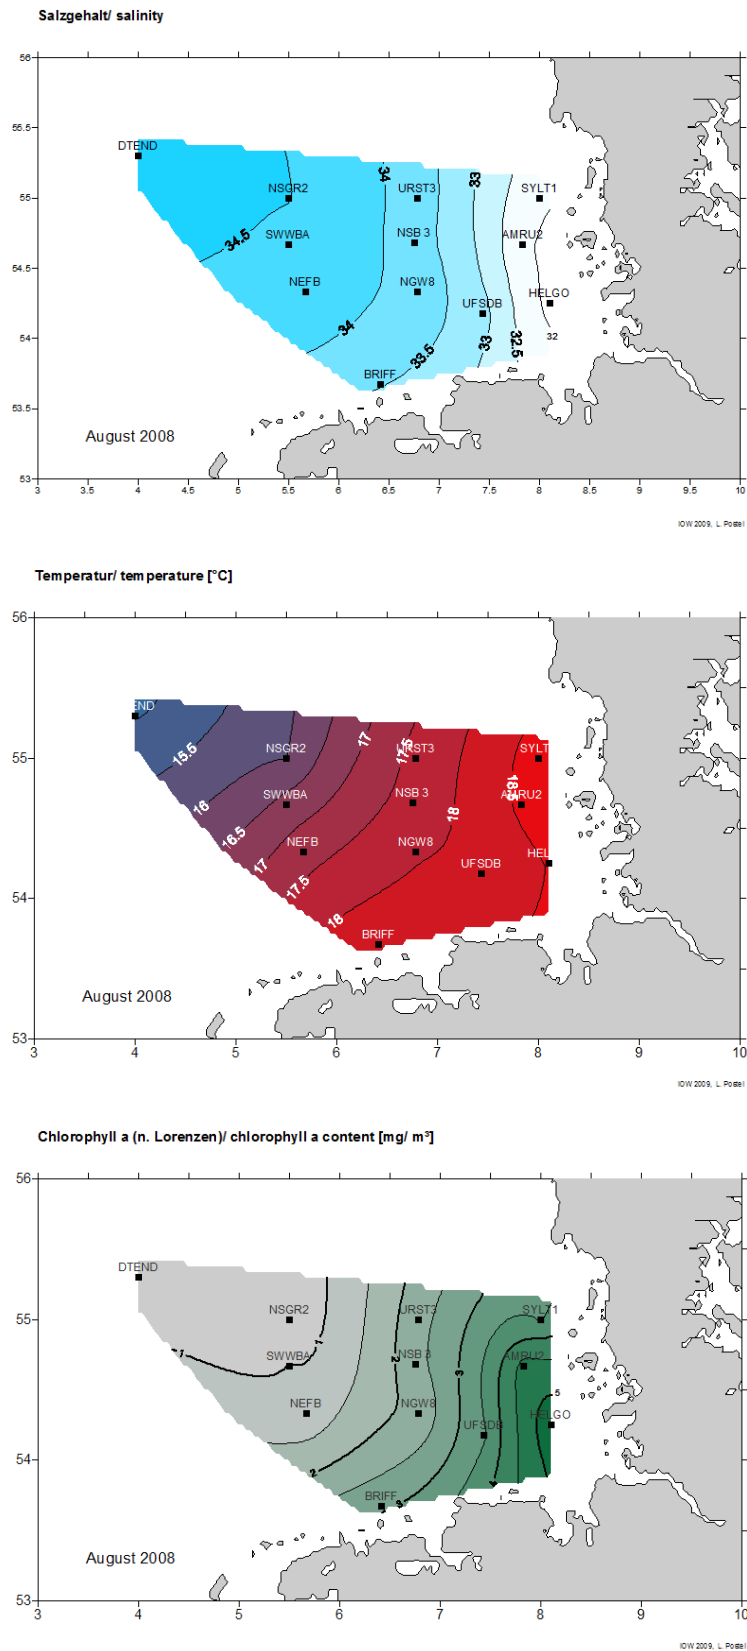 Salzgehalt/ salinity
56
55.5
DTEND
55
NSGR2
URST3
SYLT1
34
33
34.5
SWWBA
NSB 3
AMRU2
54.5
NEFB
NGW8
HELGO
UFSDB
54
34
33.5
33
32.5
32
BRIFF
53.5
August 2008
53
3 3.5 4 4.5 5 5.5 6 6.5 7 7.5 8 8.5 9 9.5 10
IOW 2009, L. Postel
Temperatur/ temperature [°C]
56
END
15.5
NSGR2
17
17.5
URST3
SYLT
55
16
SWWBA
NSB 3
18.5
AMRU2
16.5
17
NEFB
17.5
NGW8
18
HEL
UFSDB
54
18
BRIFF
August 2008
53
3 4 5 6 7 8 9 10
IOW 2009, L. Postel
Chlorophyll a (n. Lorenzen)/ chlorophyll a content [mg/ m³]
56
DTEND
NSGR2
URST3
SYLT1
55
1
1
SWWBA
2
NSB 3
3
AMRU2
5
NEFB
NGW8
HELGO
UFSDB
54
2
3
4
BRIFF
August 2008
53
3 4 5 6 7 8 9 10
IOW 2009, L. Postel